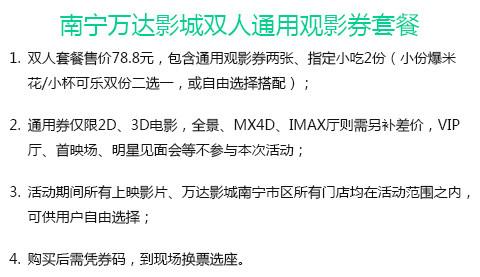 南宁万达影城双人通用观影券套餐
1. 双人套餐售价78.8元，包含通用观影券两张、指定小吃2份（小份爆米
花/小杯可乐双份二选一，或自由选择搭配）；
2. 通用券仅限2D、3D电影，全景、MX4D、IMAX厅则需另补差价，VIP
厅、首映场、明星见面会等不参与本次活动；
3. 活动期间所有上映影片、万达影城南宁市区所有门店均在活动范围之内，
可供用户自由选择；
4. 购买后需凭券码，到现场换票选座。